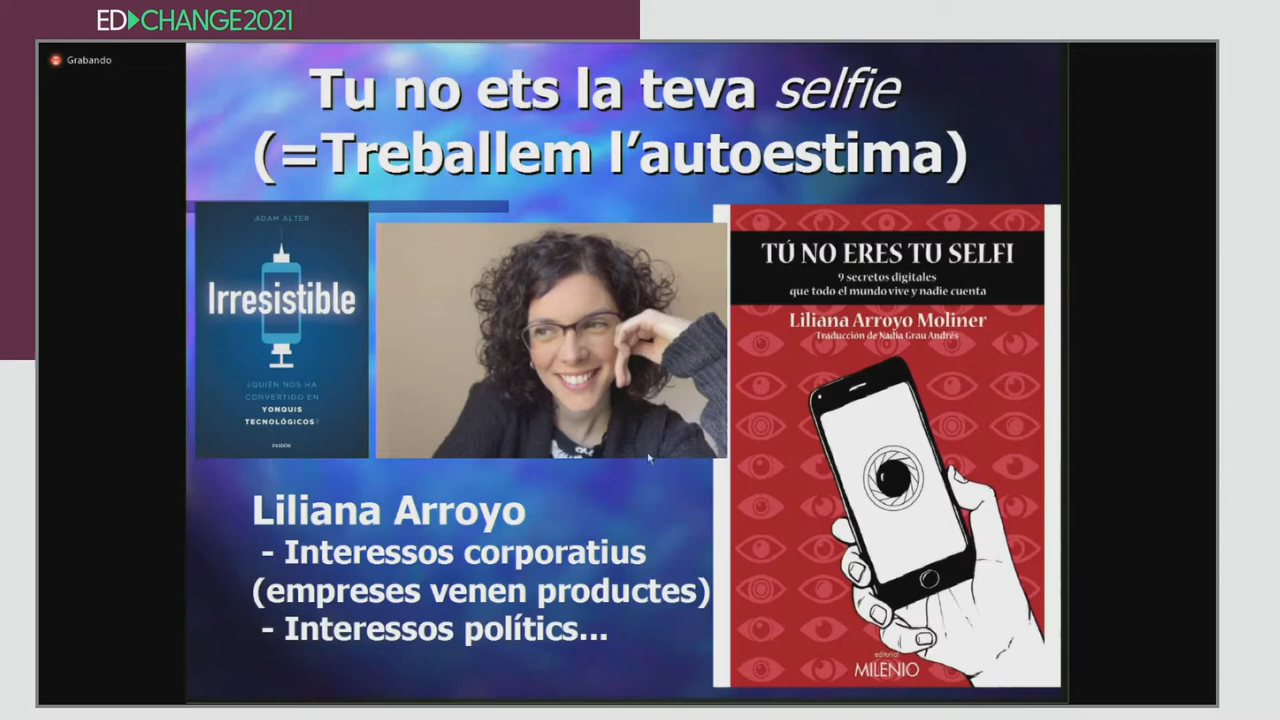 ED CHANGE2021
Grabando
Tu no ets la teva selfie
(=Treballem l’autoestima)
ADAM ALTER
Irresistible
¿QUIÉN NOS HA
CONVERTIDO EN
YONQUIS
TECNOLÓGICOS?
PAIDÓS
TÚ NO ERES TU SELFI
9 secretos digitales
que todo el mundo vive y nadie cuenta
Liliana Arroyo Moliner
Traducción de Nadia Grau Andrés
editorial
MILENIO
Liliana Arroyo
- Interessos corporatius
(empreses venen productes)
- Interessos polítics...